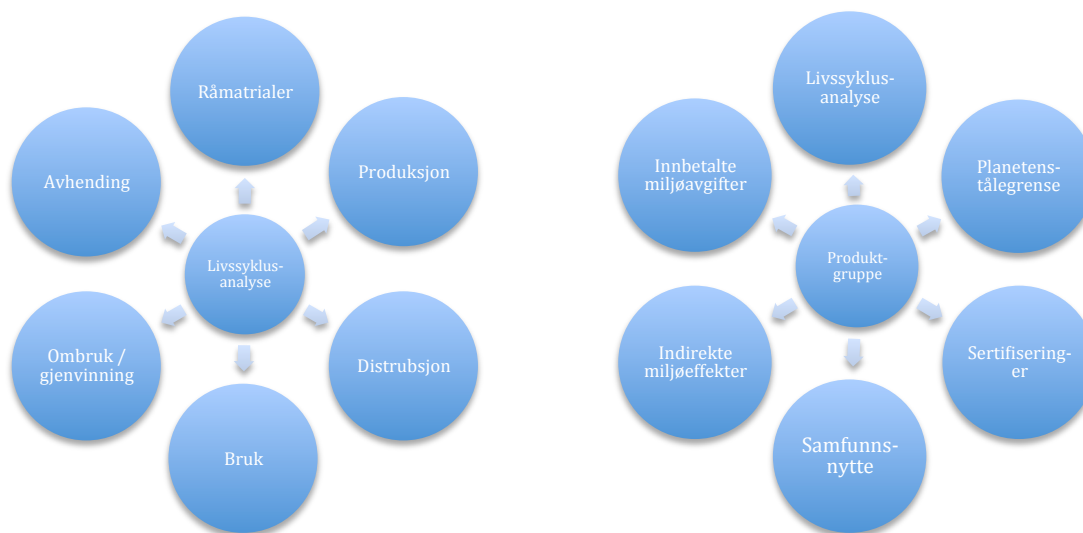 Råmatrialer
Produksjon
Distrubsjon
Bruk
Ombruk /
gjenvinning
Avhending
Livssyklus-
analyse
Livssyklus-
analyse
Planetens-
tålegrense
Sertifisering-
er
Samfunns-
nytte
Indirekte
miljøeffekter
Innbetalte
miljøavgifter
Produkt-
gruppe